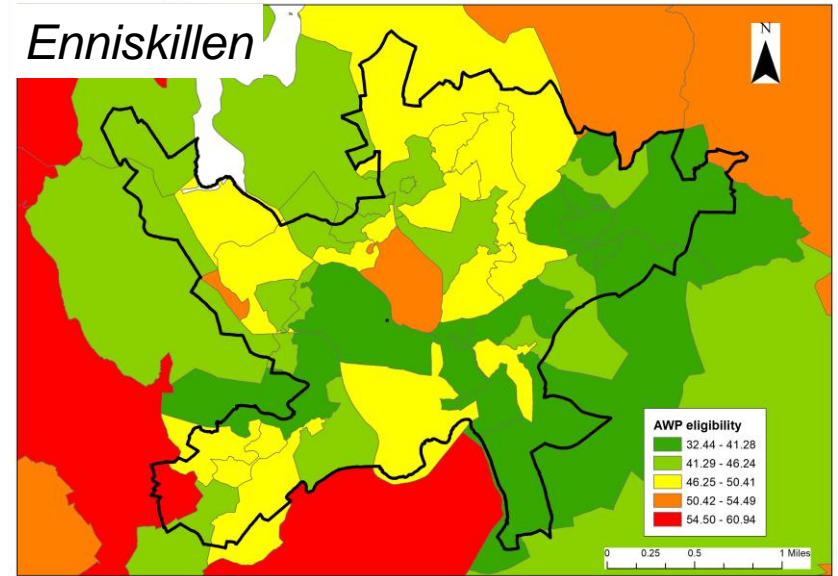 Enniskillen
N
AWP eligibility
32.44 - 41.28
41.29 - 46.24
46.25 - 50.41
50.42 - 54.49
54.50 - 60.94
0 0.25 0.5 1 Miles